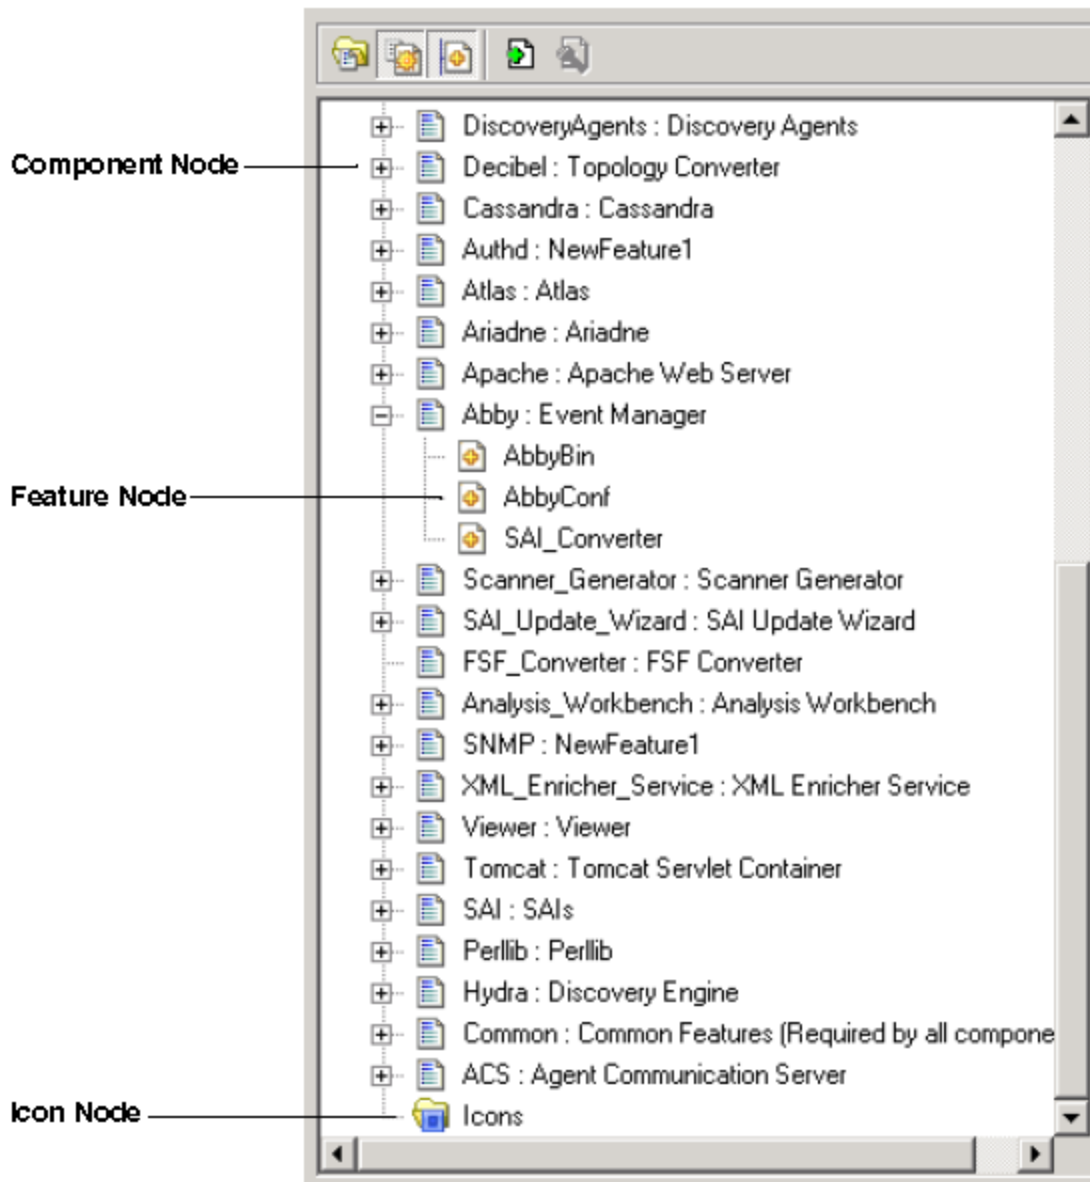 DiscoveryAgents : Discovery Agents
Component Node
Decibel : Topology Converter
Cassandra : Cassandra
Authd : NewFeature1
Atlas : Atlas
Ariadne : Ariadne
Apache : Apache Web Server
Abby : Event Manager
AbbyBin
Feature Node
AbbyConf
SAI_Converter
Scanner_Generator : Scanner Generator
SAI_Update_Wizard : SAI Update Wizard
FSF_Converter : FSF Converter
Analysis_Workbench : Analysis Workbench
SNMP : NewFeature1
XML_Enricher_Service : XML Enricher Service
Viewer : Viewer
Tomcat : Tomcat Servlet Container
SAI : SAIs
Perllib : Perllib
Hydra : Discovery Engine
Common : Common Features (Required by all compone
ACS : Agent Communication Server
Icon Node
Icons